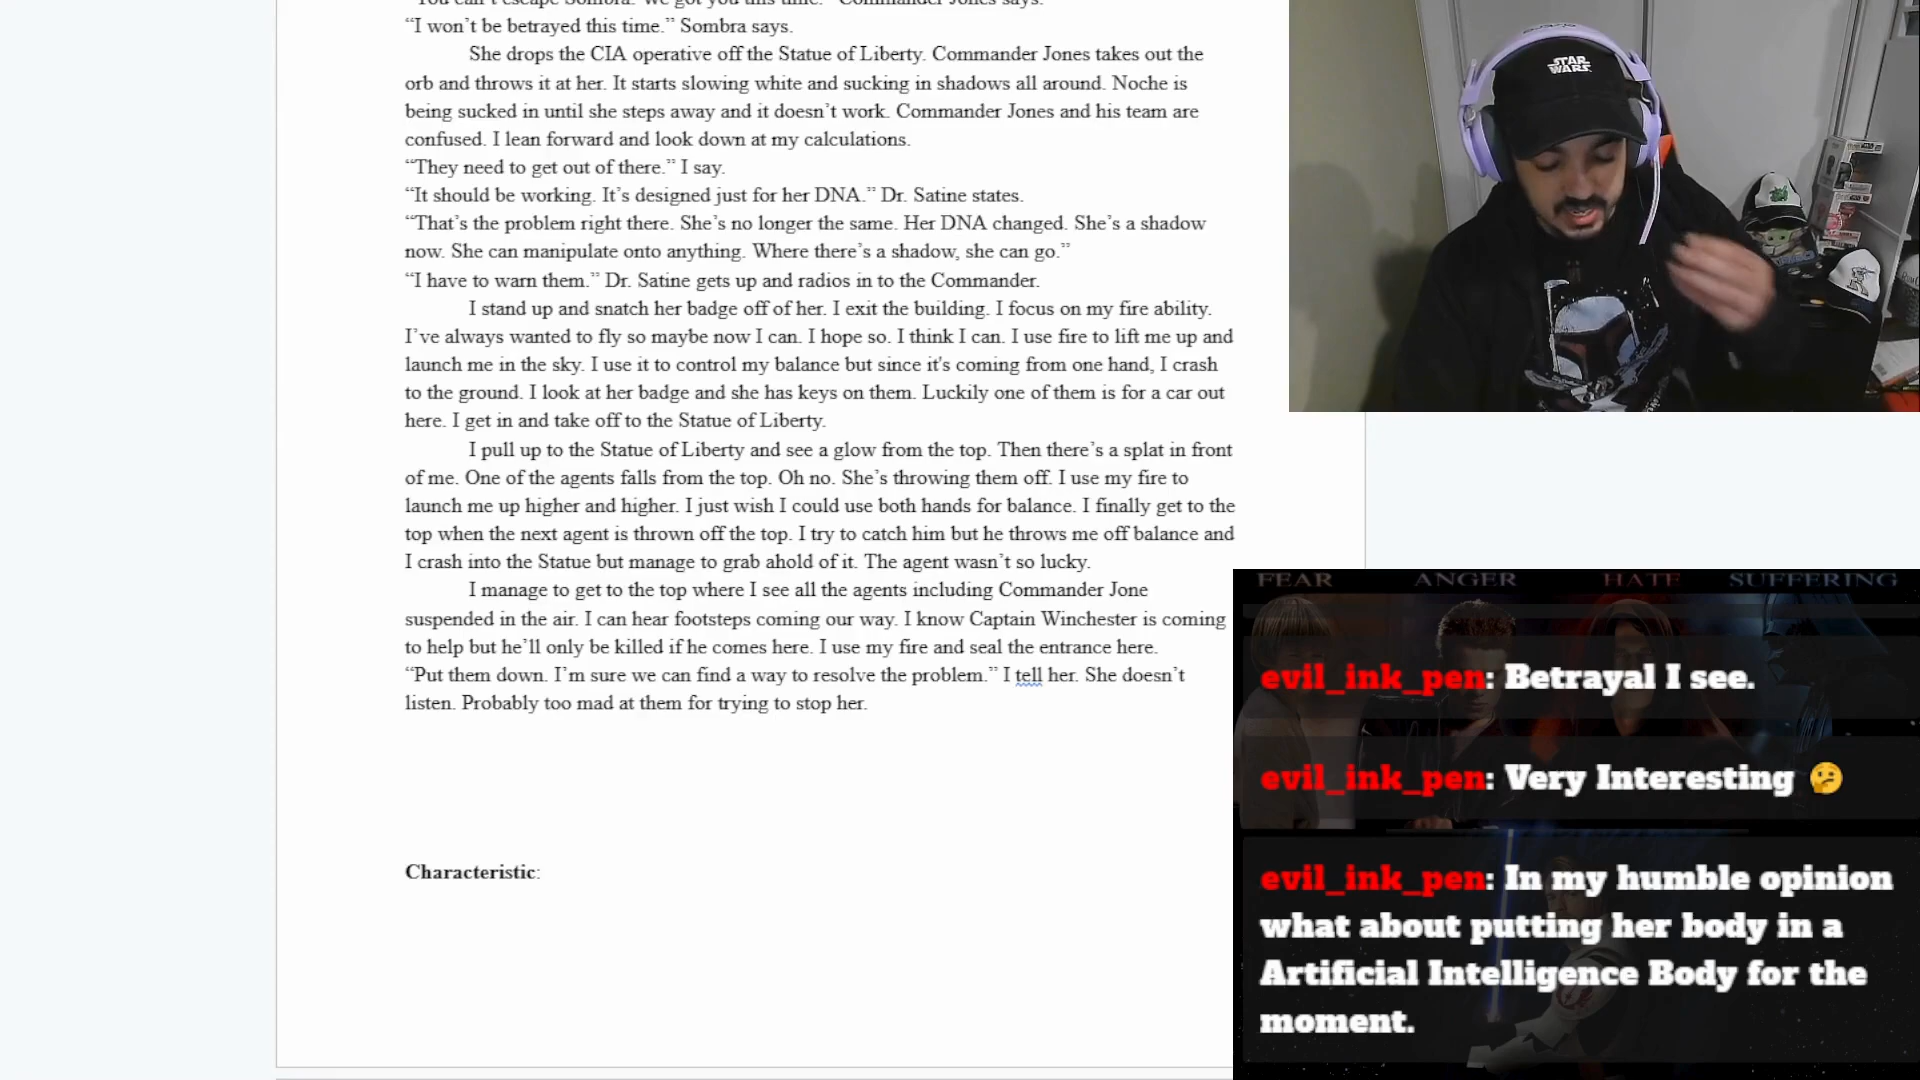 “You can’t escape Sombra. We got you this time.” Commander Jones says.
“I won’t be betrayed this time.” Sombra says.
She drops the CIA operative off the Statue of Liberty. Commander Jones takes out the
orb and throws it at her. It starts slowing white and sucking in shadows all around. Noche is
being sucked in until she steps away and it doesn’t work. Commander Jones and his team are
confused. I lean forward and look down at my calculations.
“They need to get out of there.” I say.
“It should be working. It’s designed just for her DNA.” Dr. Satine states.
“That’s the problem right there. She’s no longer the same. Her DNA changed. She’s a shadow
now. She can manipulate onto anything. Where there’s a shadow, she can go.”
“I have to warn them.” Dr. Satine gets up and radios in to the Commander.
I stand up and snatch her badge off of her. I exit the building. I focus on my fire ability.
I’ve always wanted to fly so maybe now I can. I hope so. I think I can. I use fire to lift me up and
launch me in the sky. I use it to control my balance but since it's coming from one hand, I crash
to the ground. I look at her badge and she has keys on them. Luckily one of them is for a car out
here. I get in and take off to the Statue of Liberty.
I pull up to the Statue of Liberty and see a glow from the top. Then there’s a splat in front
of me. One of the agents falls from the top. Oh no. She’s throwing them off. I use my fire to
launch me up higher and higher. I just wish I could use both hands for balance. I finally get to the
top when the next agent is thrown off the top. I try to catch him but he throws me off balance and
I crash into the Statue but manage to grab ahold of it. The agent wasn’t so lucky.
I manage to get to the top where I see all the agents including Commander Jone
suspended in the air. I can hear footsteps coming our way. I know Captain Winchester is coming
to help but he’ll only be killed if he comes here. I use my fire and seal the entrance here.
“Put them down. I’m sure we can find a way to resolve the problem.” I tell her. She doesn’t
listen. Probably too mad at them for trying to stop her.
Characteristic:
STAR
WARS
FEAR ANGER HATE SUFFERING
evil_ink_pen: Betrayal I see.
evil_ink_pen: Very Interesting 🤔
evil_ink_pen: In my humble opinion
what about putting her body in a
Artificial Intelligence Body for the
moment.